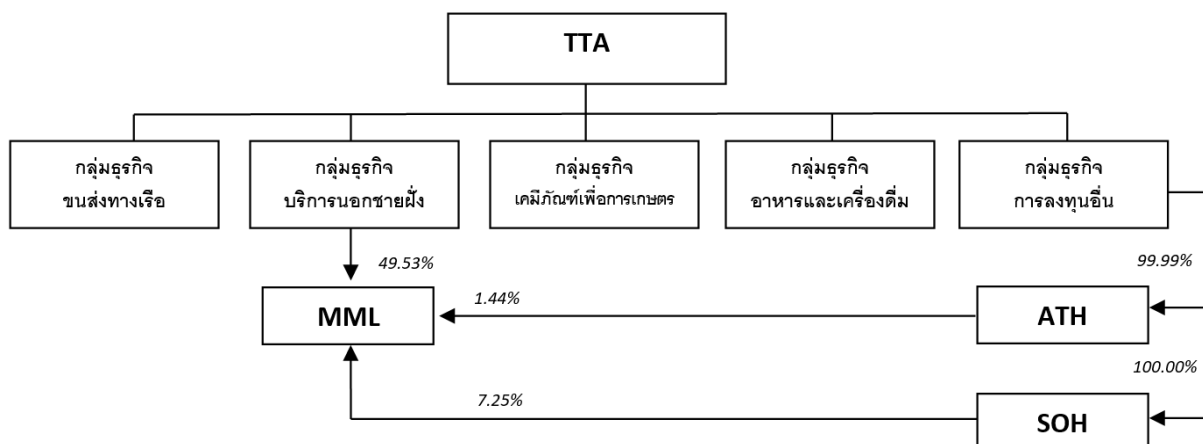 TTA
กลุ่มธุรกิจ
ขนส่งทางเรือ
กลุ่มธุรกิจ
บริการนอกชายฝั่ง
กลุ่มธุรกิจ
เคมีภัณฑ์เพื่อการเกษตร
กลุ่มธุรกิจ
อาหารและเครื่องดื่ม
กลุ่มธุรกิจ
การลงทุนอื่น
49.53%
99.99%
MML
1.44%
ATH
100.00%
7.25%
SOH